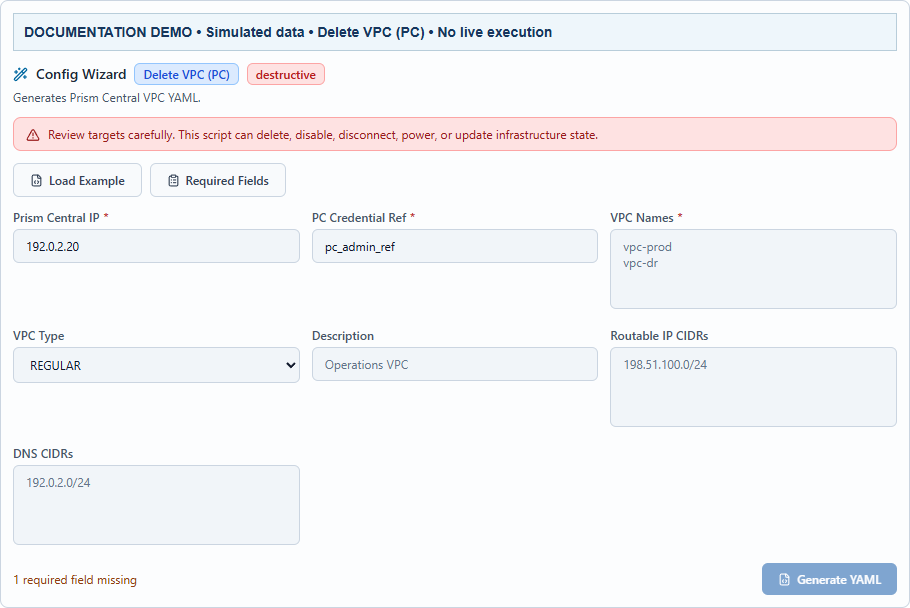 DOCUMENTATION DEMO • Simulated data • Delete VPC (PC) • No live execution
Config Wizard Delete VPC (PC) destructive
Generates Prism Central VPC YAML.
Review targets carefully. This script can delete, disable, disconnect, power, or update infrastructure state.
Load Example Required Fields
Prism Central IP * PC Credential Ref * VPC Names *
192.0.2.20 pc_admin_ref vpc-prod
vpc-dr
VPC Type Description Routable IP CIDRs
REGULAR Operations VPC 198.51.100.0/24
DNS CIDRs
192.0.2.0/24
1 required field missing Generate YAML